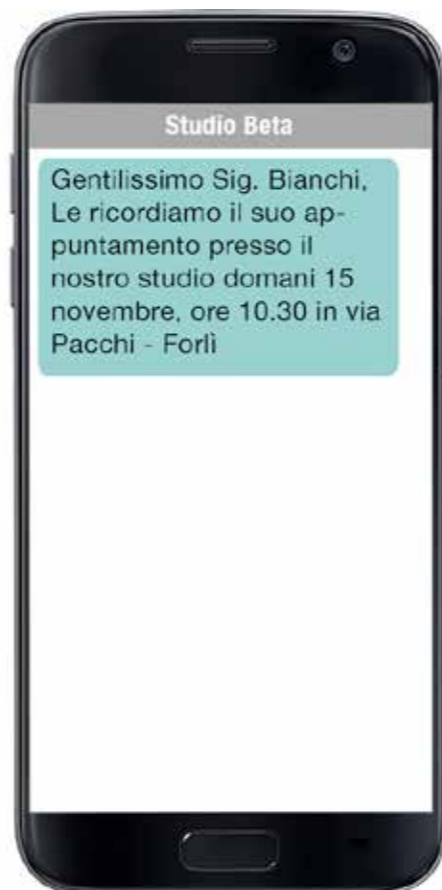 Studio Beta
Gentilissimo Sig. Bianchi,
Le ricordiamo il suo ap-
puntamento presso il
nostro studio domani 15
novembre, ore 10.30 in via
Pacchi - Forlì